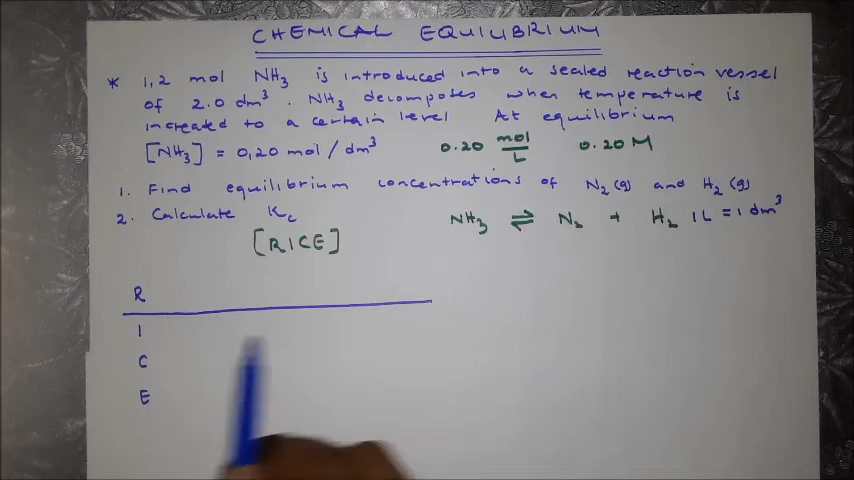 CHEMICAL EQUILIBRIUM
* 1,2 mol NH3 is introduced into a sealed reaction vessel
of 2.0 dm³. NH3 decomposes when temperature is
increased to a certain level At equilibrium
[NH3] = 0,20 mol/dm³ 0.20 mol/L 0.20 M
1. Find equilibrium concentrations of N2(g) and H2(g)
2. Calculate Kc NH3 ⇌ N2 + H2 1L = 1 dm³
[RICE]
R
I
C
E